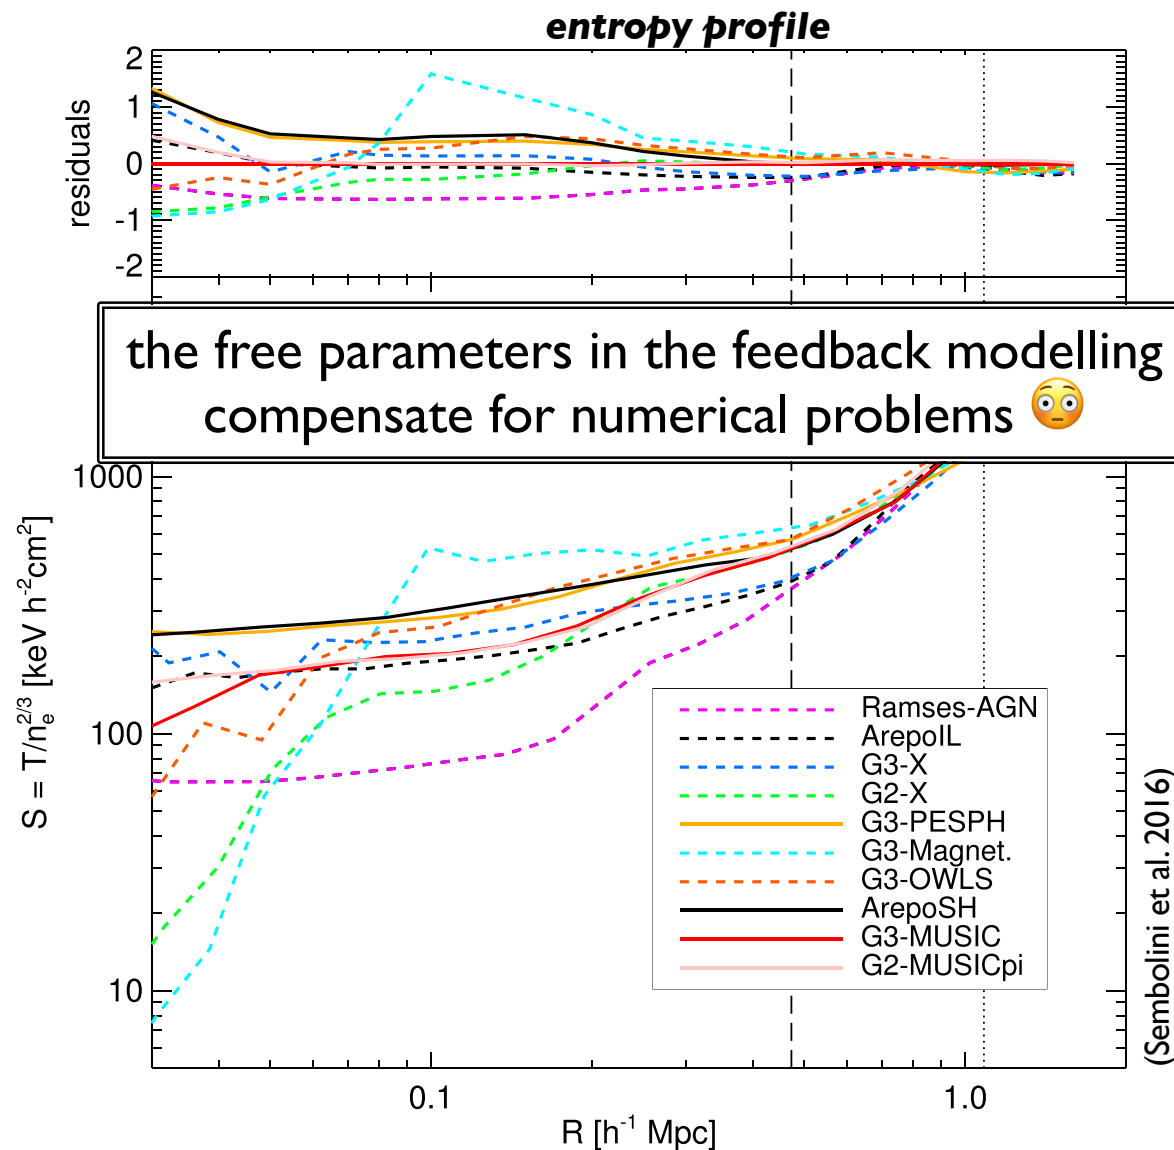 entropy profile
2
1
0
-1
-2
residuals
the free parameters in the feedback modelling
compensate for numerical problems 😳
1000
100
10
S = T/n_e^{2/3} [keV h^{-2}cm^2]
Ramses-AGN
ArepoIL
G3-X
G2-X
G3-PESPH
G3-Magnet.
G3-OWLS
ArepoSH
G3-MUSIC
G2-MUSICpi
(Sembolini et al. 2016)
0.1
1.0
R [h^{-1} Mpc]